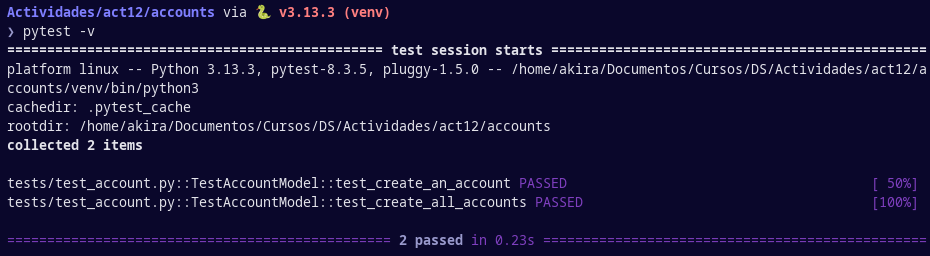 Actividades/act12/accounts via 🐍 v3.13.3 (venv)
❯ pytest -v
=============================================== test session starts ===============================================
platform linux -- Python 3.13.3, pytest-8.3.5, pluggy-1.5.0 -- /home/akira/Documentos/Cursos/DS/Actividades/act12/a
ccounts/venv/bin/python3
cachedir: .pytest_cache
rootdir: /home/akira/Documentos/Cursos/DS/Actividades/act12/accounts
collected 2 items
tests/test_account.py::TestAccountModel::test_create_an_account PASSED [ 50%]
tests/test_account.py::TestAccountModel::test_create_all_accounts PASSED [100%]
================================================ 2 passed in 0.23s ================================================